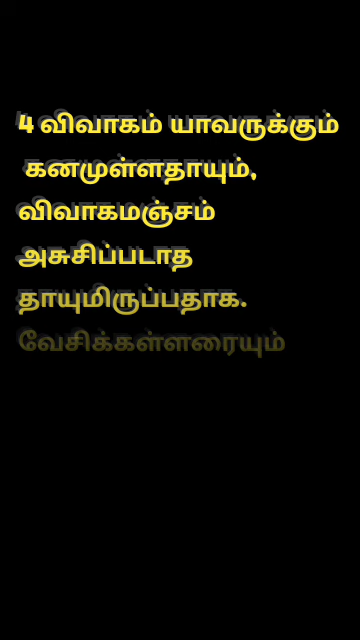 4 விவாகம் யாவருக்கும்
கனமுள்ளதாயும்,
விவாகமஞ்சம்
அசுசிப்படாத
தாயுமிருப்பதாக.
வேசிக்கள்ளரையும்